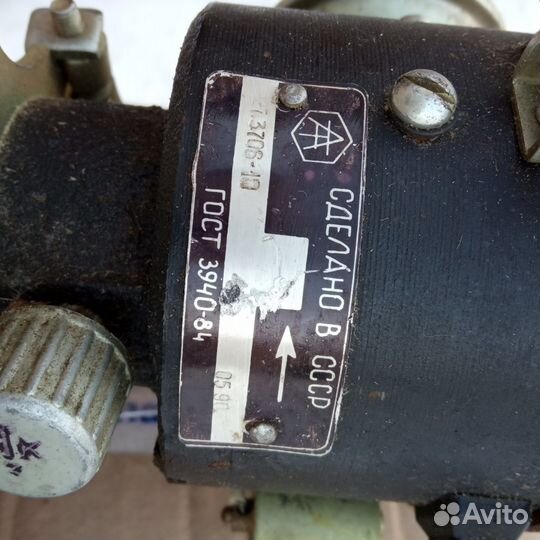 СДЕЛАНО В СССР
.3706-10
05.90
ГОСТ 3940-84
Avito